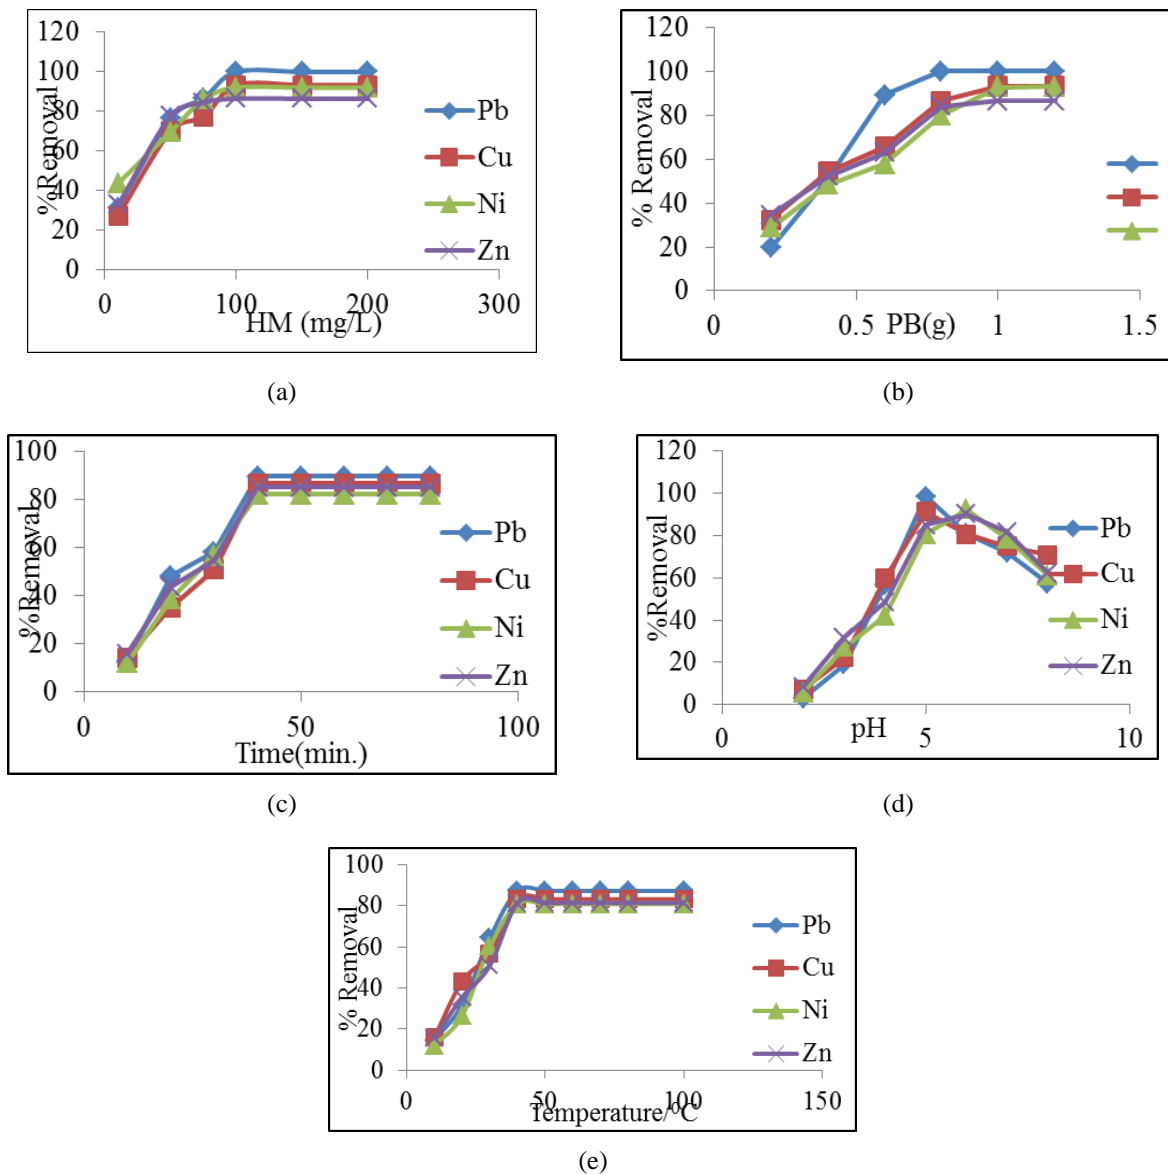 120
100
80
60
40
20
0
%Removal
0
100
200
300
HM (mg/L)
Pb
Cu
Ni
Zn
(a)
120
100
80
60
40
20
0
% Removal
0
0.5
1
1.5
PB(g)
(b)
100
80
60
40
20
0
%Removal
0
50
100
Time(min.)
Pb
Cu
Ni
Zn
(c)
120
100
80
60
40
20
0
%Removal
0
5
10
pH
Pb
Cu
Ni
Zn
(d)
100
80
60
40
20
0
% Removal
0
50
100
150
Temperature/⁰C
Pb
Cu
Ni
Zn
(e)